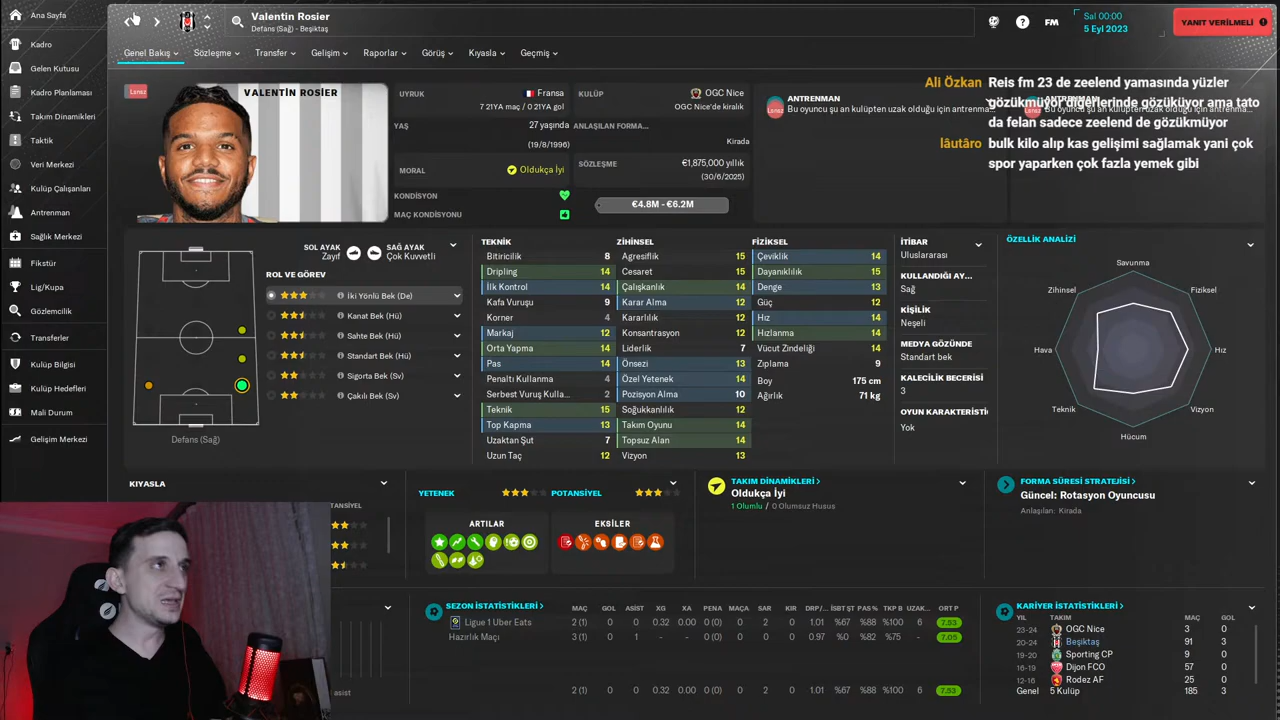 Ana Sayfa
Kadro
Gelen Kutusu
Kadro Planlaması
Takım Dinamikleri
Taktik
Veri Merkezi
Kulüp Çalışanları
Antrenman
Sağlık Merkezi
Fikstür
Lig/Kupa
Gözlemcilik
Transferler
Kulüp Bilgisi
Kulüp Hedefleri
Mali Durum
Gelişim Merkezi
Valentin Rosier
Defans (Sağ) - Beşiktaş
FM
Sal 00:00
5 Eyl 2023
YANIT VERİLMELİ
Genel Bakış
Sözleşme
Transfer
Gelişim
Raporlar
Görüş
Kıyasla
Geçmiş
VALENTİN ROSİER
UYRUK
Fransa
7 21YA maç / 0 21YA gol
YAŞ
27 yaşında
(19/8/1996)
MORAL
Oldukça İyi
KONDİSYON
MAÇ KONDİSYONU
KULÜP
OGC Nice
OGC Nice'de kiralık
ANLAŞILAN FORMA...
Kirada
SÖZLEŞME
€1,875,000 yıllık
(30/6/2025)
€4.8M - €6.2M
ANTRENMAN
Bu oyuncu şu an kulüpten uzak olduğu için antrenma...
Ali Özkan Reis fm 23 de zeelend yamasında yüzler
gözükmüyor diğerlerinde gözüküyor ama tato
da felan sadece zeelend de gözükmüyor
lâutâro bulk kilo alıp kas gelişimi sağlamak yani çok
spor yaparken çok fazla yemek gibi
SOL AYAK
Zayıf
SAĞ AYAK
Çok Kuvvetli
ROL VE GÖREV
İki Yönlü Bek (De)
Kanat Bek (Hü)
Sahte Bek (Hü)
Standart Bek (Hü)
Sigorta Bek (Sv)
Çakılı Bek (Sv)
Defans (Sağ)
TEKNİK
Bitiricilik 8
Dripling 14
İlk Kontrol 14
Kafa Vuruşu 9
Korner 4
Markaj 12
Orta Yapma 14
Pas 14
Penaltı Kullanma 4
Serbest Vuruş Kulla... 2
Teknik 15
Top Kapma 13
Uzaktan Şut 7
Uzun Taç 12
ZİHİNSEL
Agresiflik 15
Cesaret 15
Çalışkanlık 14
Karar Alma 12
Kararlılık 12
Konsantrasyon 12
Liderlik 7
Önsezi 13
Özel Yetenek 14
Pozisyon Alma 10
Soğukkanlılık 12
Takım Oyunu 14
Topsuz Alan 14
Vizyon 13
FİZİKSEL
Çeviklik 14
Dayanıklılık 15
Denge 13
Güç 12
Hız 14
Hızlanma 14
Vücut Zindeliği 14
Zıplama 9
Boy 175 cm
Ağırlık 71 kg
İTİBAR
Uluslararası
KULLANDIĞI AY...
Sağ
KİŞİLİK
Neşeli
MEDYA GÖZÜNDE
Standart bek
KALECİLİK BECERİSİ
3
OYUN KARAKTERİSTİ
Yok
ÖZELLİK ANALİZİ
Savunma
Fiziksel
Hız
Vizyon
Hücum
Teknik
Hava
Zihinsel
KIYASLA
YETENEK
POTANSİYEL
ARTILAR
EKSİLER
TAKIM DİNAMİKLERİ
Oldukça İyi
1 Olumlu / 0 Olumsuz Husus
FORMA SÜRESİ STRATEJİSİ
Güncel: Rotasyon Oyuncusu
Anlaşılan: Kirada
SEZON İSTATİSTİKLERİ
MAÇ GOL ASİST XG XA PENA MAÇA SAR KIR DRP/... İSBT ŞT PAS % TKP B UZAK... ORT P
Ligue 1 Uber Eats 2 (1) 0 0 0.32 0.00 0 (0) 0 2 0 1.01 %67 %88 %100 6 7.53
Hazırlık Maçı 3 (1) 0 1 - - 0 (0) 0 0 0 0.97 %0 %82 %75 - 7.05
2 (1) 0 0 0.32 0.00 0 (0) 0 2 0 1.01 %67 %88 %100 6 7.53
KARİYER İSTATİSTİKLERİ
YIL TAKIM MAÇ GOL
23-24 OGC Nice 3 0
20-24 Beşiktaş 91 3
19-20 Sporting CP 9 0
16-19 Dijon FCO 57 0
12-16 Rodez AF 25 0
Genel 5 Kulüp 185 3